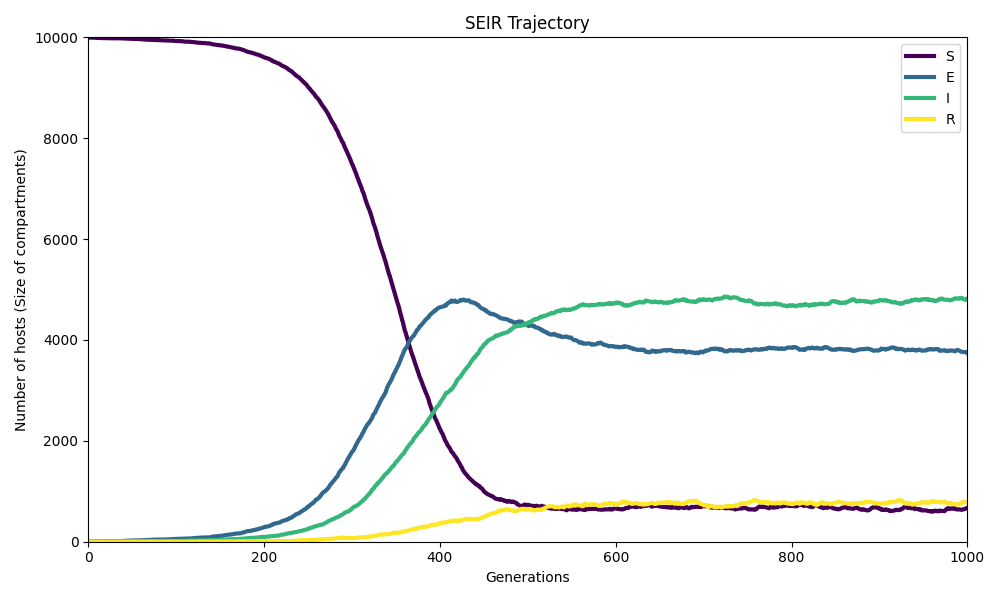 SEIR Trajectory
Number of hosts (Size of compartments)
10000
8000
6000
4000
2000
0
0
200
400
600
800
1000
Generations
S
E
I
R